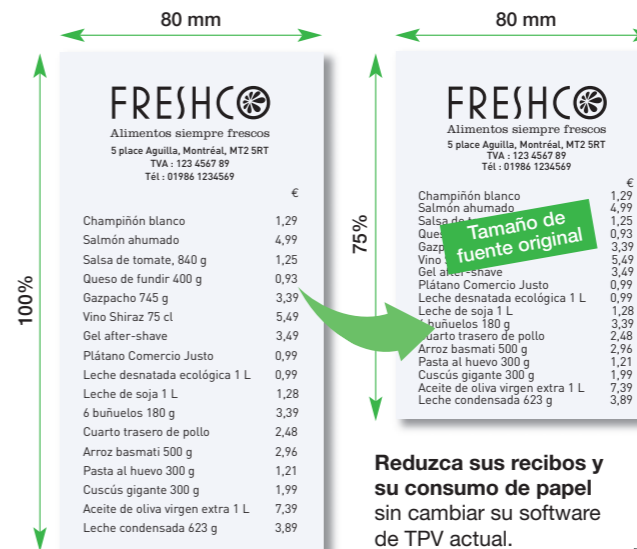 80 mm
100%
FRESHCO
Alimentos siempre frescos
5 place Aguilla, Montréal, MT2 5RT
TVA : 123 4567 89
Tél : 01986 1234569
€
Champiñón blanco 1,29
Salmón ahumado 4,99
Salsa de tomate, 840 g 1,25
Queso de fundir 400 g 0,93
Gazpacho 745 g 3,39
Vino Shiraz 75 cl 5,49
Gel after-shave 3,49
Plátano Comercio Justo 0,99
Leche desnatada ecológica 1 L 0,99
Leche de soja 1 L 1,28
6 buñuelos 180 g 3,39
Cuarto trasero de pollo 2,48
Arroz basmati 500 g 2,96
Pasta al huevo 300 g 1,21
Cuscús gigante 300 g 1,99
Aceite de oliva virgen extra 1 L 7,39
Leche condensada 623 g 3,89
80 mm
75%
FRESHCO
Alimentos siempre frescos
5 place Aguilla, Montréal, MT2 5RT
TVA : 123 4567 89
Tél : 01986 1234569
€
Champiñón blanco 1,29
Salmón ahumado 4,99
Salsa 1,25
0,93
3,39
Vino 5,49
Gel after-shave 3,49
Plátano Comercio Justo 0,99
Leche desnatada ecológica 1 L 0,99
Leche de soja 1 L 1,28
buñuelos 180 g 3,39
Cuarto trasero de pollo 2,48
Arroz basmati 500 g 2,96
Pasta al huevo 300 g 1,21
Cuscús gigante 300 g 1,99
Aceite de oliva virgen extra 1 L 7,39
Leche condensada 623 g 3,89
Tamaño de
fuente original
Reduzca sus recibos y
su consumo de papel
sin cambiar su software
de TPV actual.